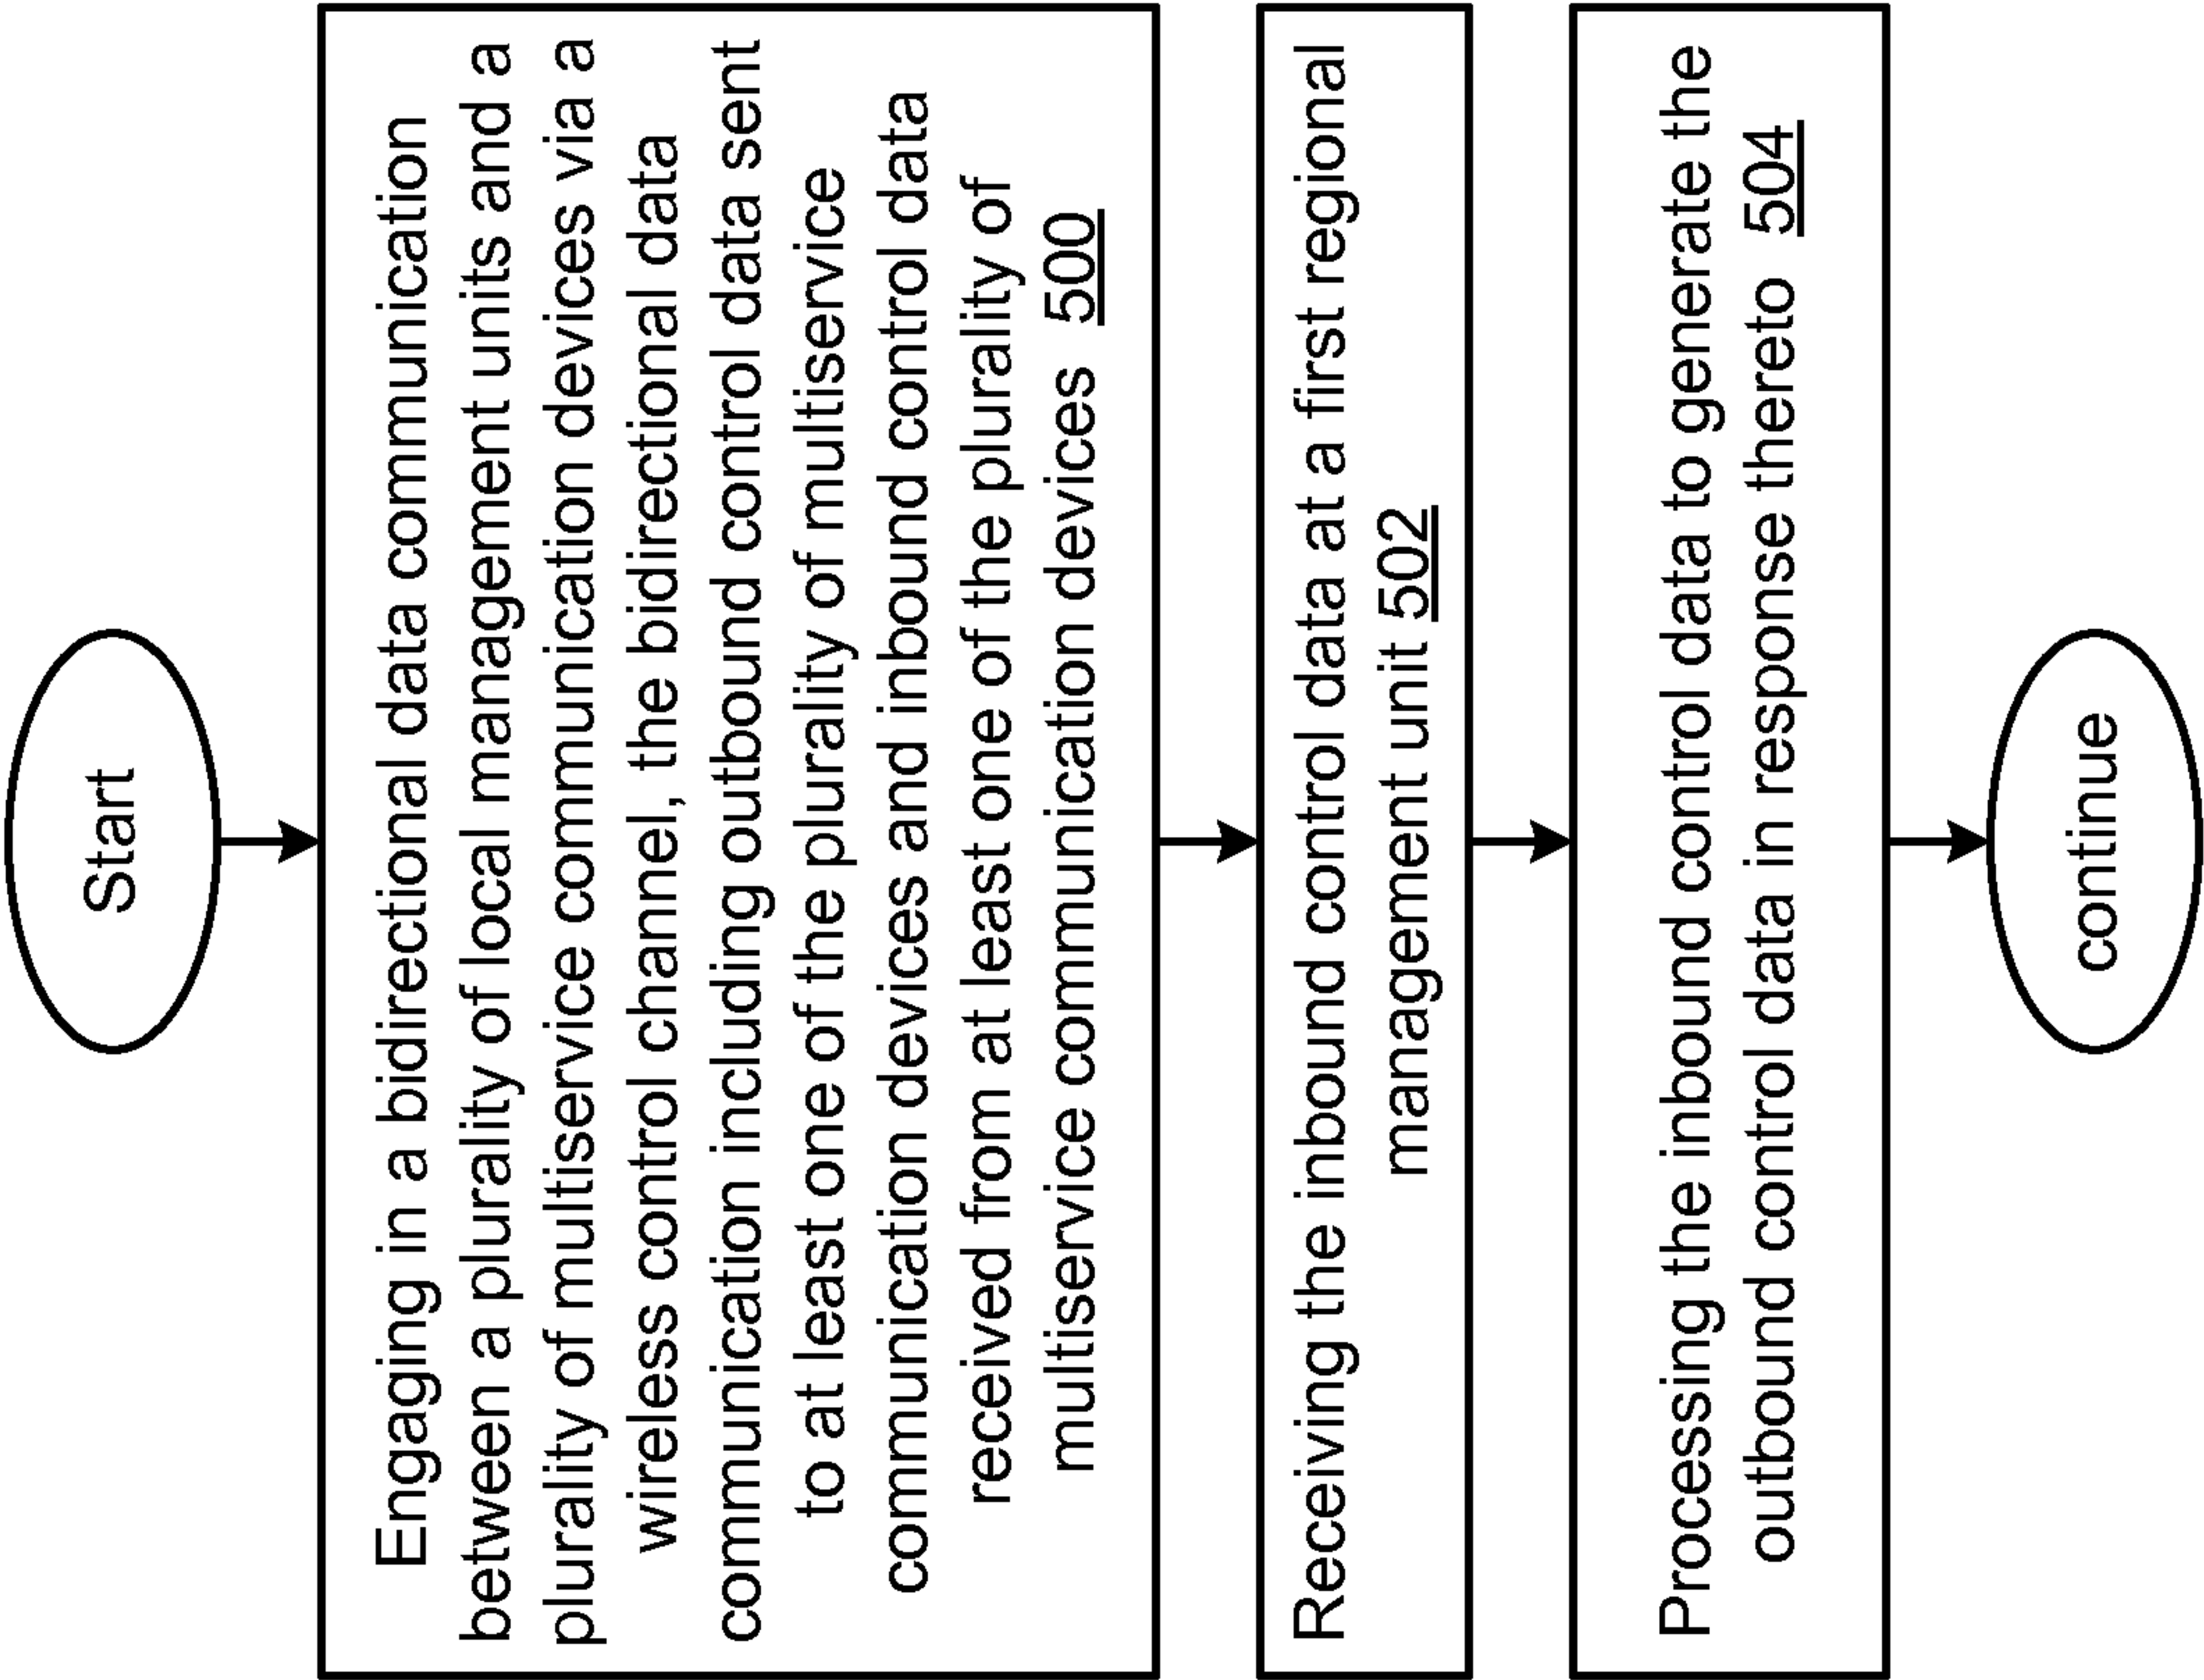 Start
Engaging in a bidirectional data communication
between a plurality of local management units and a
plurality of multiservice communication devices via a
wireless control channel, the bidirectional data
communication including outbound control data sent
to at least one of the plurality of multiservice
communication devices and inbound control data
received from at least one of the plurality of
multiservice communication devices 500
Receiving the inbound control data at a first regional
management unit 502
Processing the inbound control data to generate the
outbound control data in response thereto 504
continue